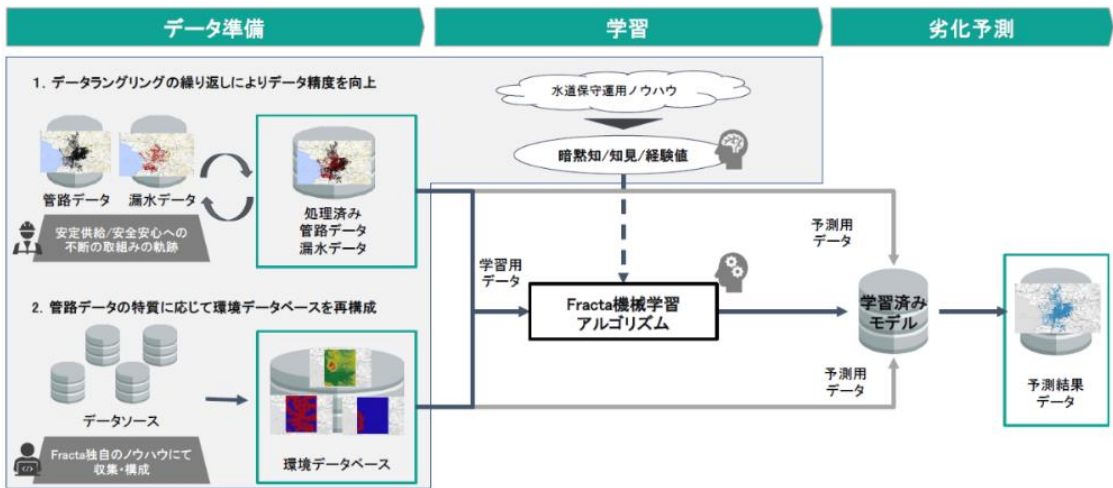 データ準備
学習
劣化予測
1. データラングリングの繰り返しによりデータ精度を向上
管路データ
漏水データ
安定供給/安全安心への
不断の取組みの軌跡
処理済み
管路データ
漏水データ
水道保守運用ノウハウ
暗黙知/知見/経験値
2. 管路データの特質に応じて環境データベースを再構成
データソース
Fracta独自のノウハウにて
収集・構成
環境データベース
学習用
データ
Fracta機械学習
アルゴリズム
予測用
データ
学習済み
モデル
予測用
データ
予測結果
データ